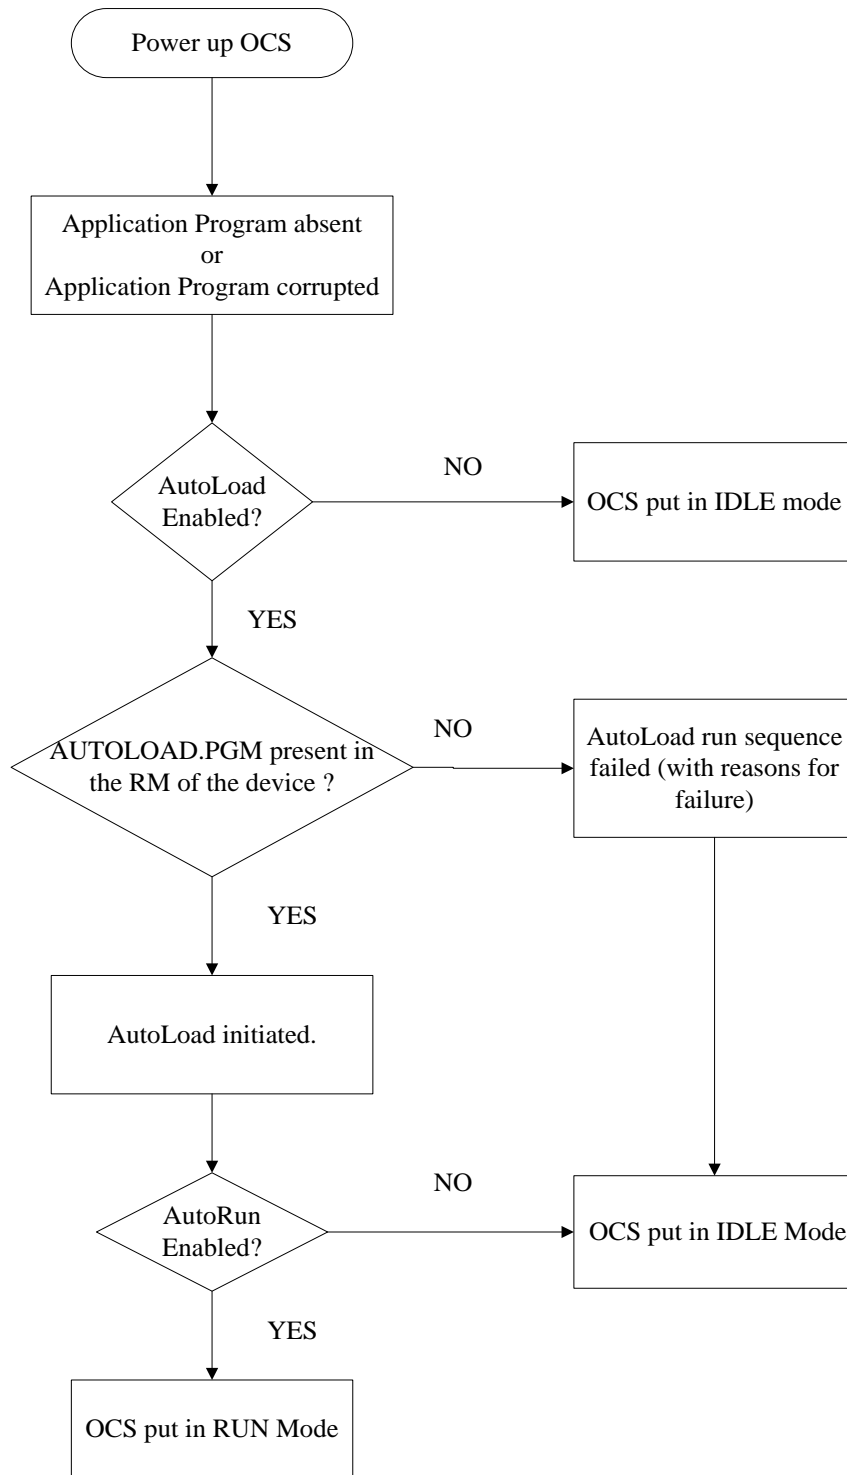 Power up OCS
Application Program absent
or
Application Program corrupted
AutoLoad
Enabled?
NO
OCS put in IDLE mode
YES
AUTOLOAD.PGM present in
the RM of the device ?
NO
AutoLoad run sequence
failed (with reasons for
failure)
YES
AutoLoad initiated.
AutoRun
Enabled?
NO
OCS put in IDLE Mode
YES
OCS put in RUN Mode